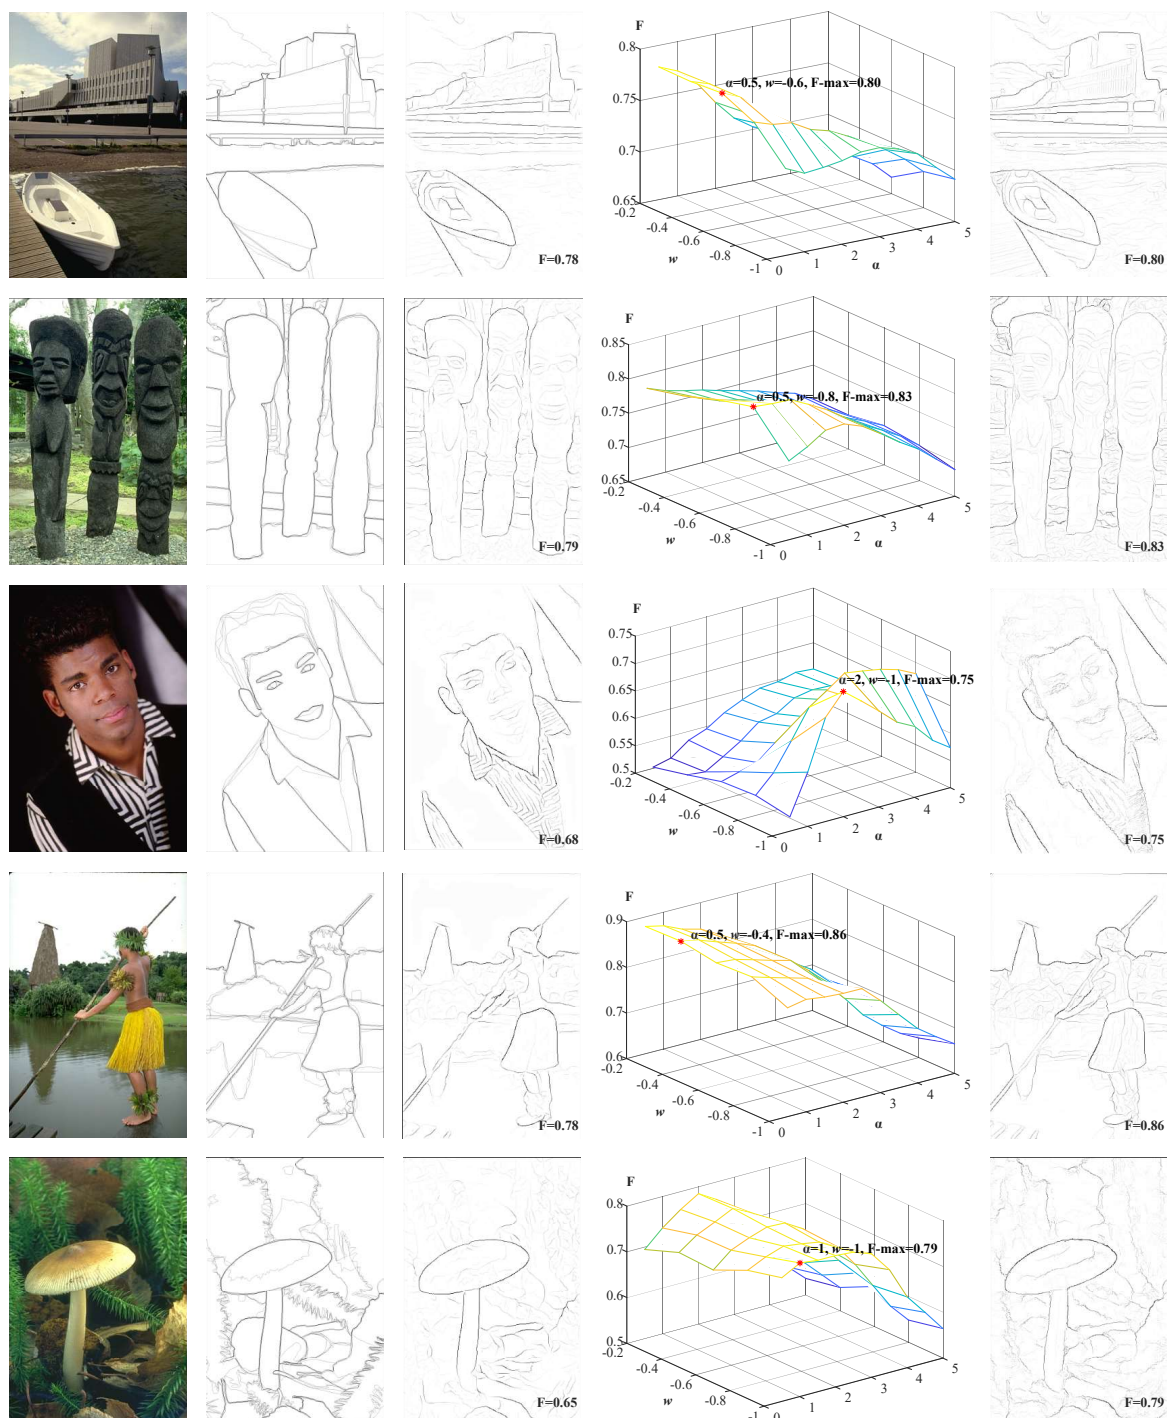 F
0.8
0.75
0.7
0.65
α=0.5, w=-0.6, F-max=0.80
-0.2
-0.4
-0.6
-0.8
-1
w
0
1
2
3
4
5
α
F=0.78
F=0.80
F
0.85
0.8
0.75
0.7
0.65
α=0.5, w=-0.8, F-max=0.83
-0.2
-0.4
-0.6
-0.8
-1
w
0
1
2
3
4
5
α
F=0.79
F=0.83
F
0.75
0.7
0.65
0.6
0.55
0.5
α=2, w=-1, F-max=0.75
-0.2
-0.4
-0.6
-0.8
-1
w
0
1
2
3
4
5
α
F=0.68
F=0.75
F
0.9
0.8
0.7
0.6
α=0.5, w=-0.4, F-max=0.86
-0.2
-0.4
-0.6
-0.8
-1
w
0
1
2
3
4
5
α
F=0.78
F=0.86
F
0.8
0.7
0.6
0.5
α=1, w=-1, F-max=0.79
-0.2
-0.4
-0.6
-0.8
-1
w
0
1
2
3
4
5
α
F=0.65
F=0.79